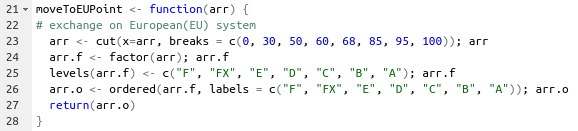 21 moveToEUPoint <- function(arr) {
22 # exchange on European(EU) system
23 arr <- cut(x=arr, breaks = c(0, 30, 50, 60, 68, 85, 95, 100)); arr
24 arr.f <- factor(arr); arr.f
25 levels(arr.f) <- c("F", "FX", "E", "D", "C", "B", "A"); arr.f
26 arr.o <- ordered(arr.f, labels = c("F", "FX", "E", "D", "C", "B", "A")); arr.o
27 return(arr.o)
28 }